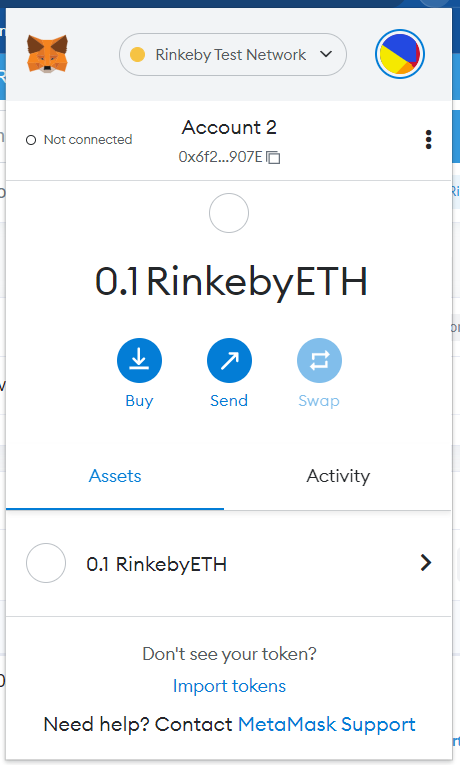 Rinkeby Test Network
Not connected
Account 2
0x6f2...907E
0.1 RinkebyETH
Buy
Send
Swap
Assets
Activity
0.1 RinkebyETH
Don't see your token?
Import tokens
Need help? Contact MetaMask Support